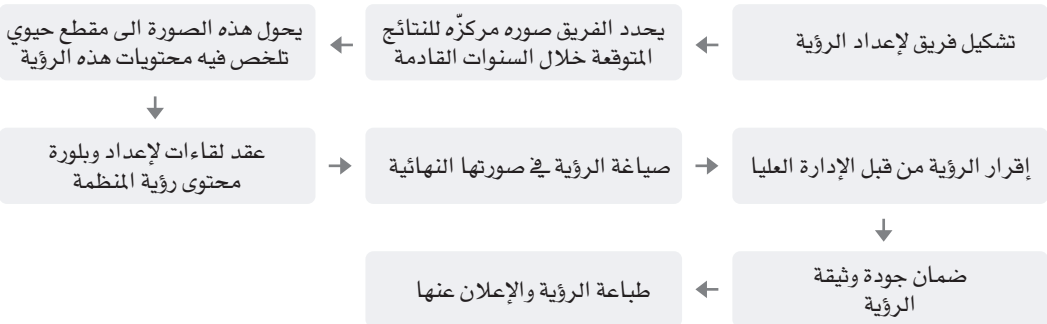 تشكيل فريق لإعداد الرؤية
يحدد الفريق صوره مركزّه للنتائج
المتوقعة خلال السنوات القادمة
يحول هذه الصورة الى مقطع حيوي
تلخص فيه محتويات هذه الرؤية
عقد لقاءات لإعداد وبلورة
محتوى رؤية المنظمة
صياغة الرؤية في صورتها النهائية
إقرار الرؤية من قبل الإدارة العليا
ضمان جودة وثيقة
الرؤية
طباعة الرؤية والإعلان عنها